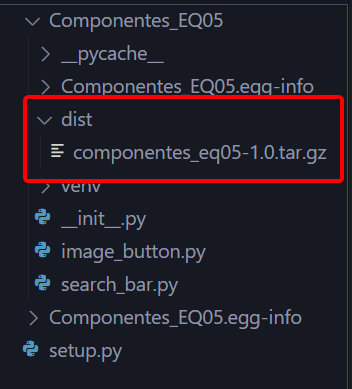 Componentes_EQ05
__pycache__
Componentes_EQ05.egg-info
dist
componentes_eq05-1.0.tar.gz
venv
__init__.py
image_button.py
search_bar.py
Componentes_EQ05.egg-info
setup.py